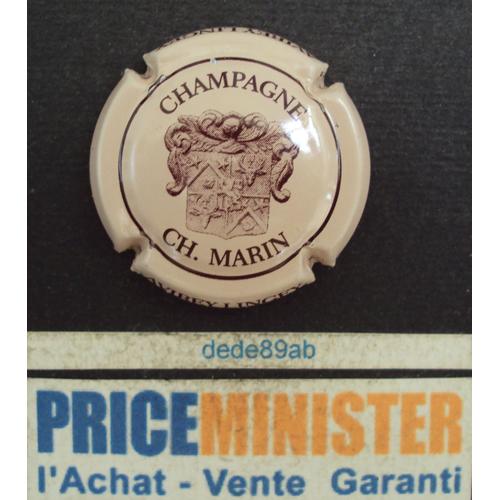 CHAMPAGNE
CH. MARIN
dede89ab
PRICEMINISTER
l'Achat - Vente Garanti